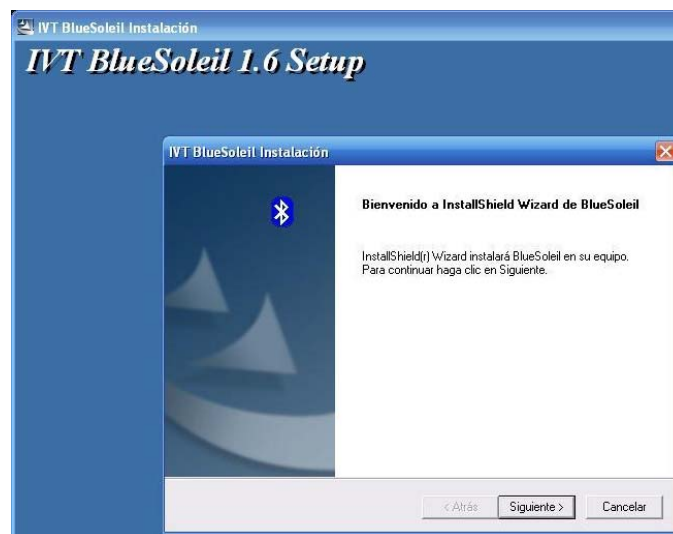 IVT BlueSoleil Instalación
IVT BlueSoleil 1.6 Setup
IVT BlueSoleil Instalación
Bienvenido a InstallShield Wizard de BlueSoleil
InstallShield(r) Wizard instalará BlueSoleil en su equipo.
Para continuar haga clic en Siguiente.
< Atrás Siguiente > Cancelar